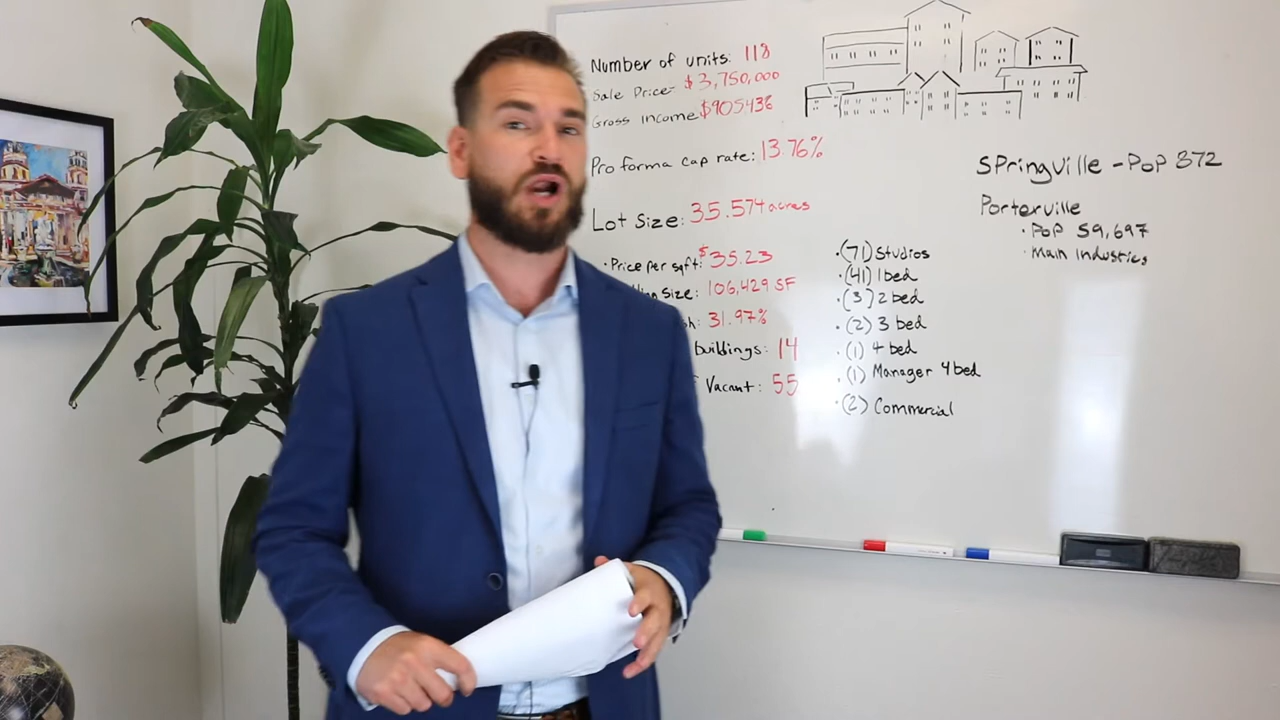 Number of units: 118
Sale Price- $3,750,000
Gross income $905,436
Pro forma cap rate: 13.76%
Lot Size: 35.574 acres
• Price per sqft: $35.23
Size: 106,429 SF
31.97%
buildings: 14
Vacant: 55
• (71) Studios
• (41) 1 bed
• (3) 2 bed
• (2) 3 bed
• (1) 4 bed
• (1) Manager 4 bed
• (2) Commercial
SPringville - PoP 872
Porterville
• PoP 59,697
• Main Industries